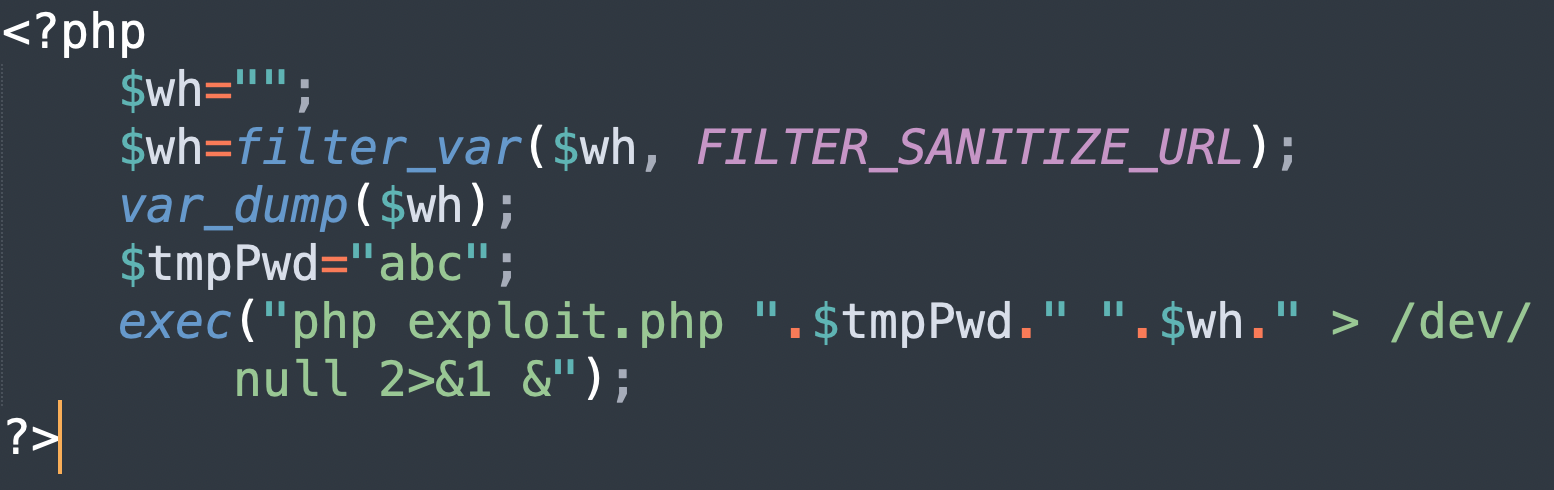 <?php
$wh="";
$wh=filter_var($wh, FILTER_SANITIZE_URL);
var_dump($wh);
$tmpPwd="abc";
exec("php exploit.php ".$tmpPwd." ".$wh." > /dev/
null 2>&1 &");
?>